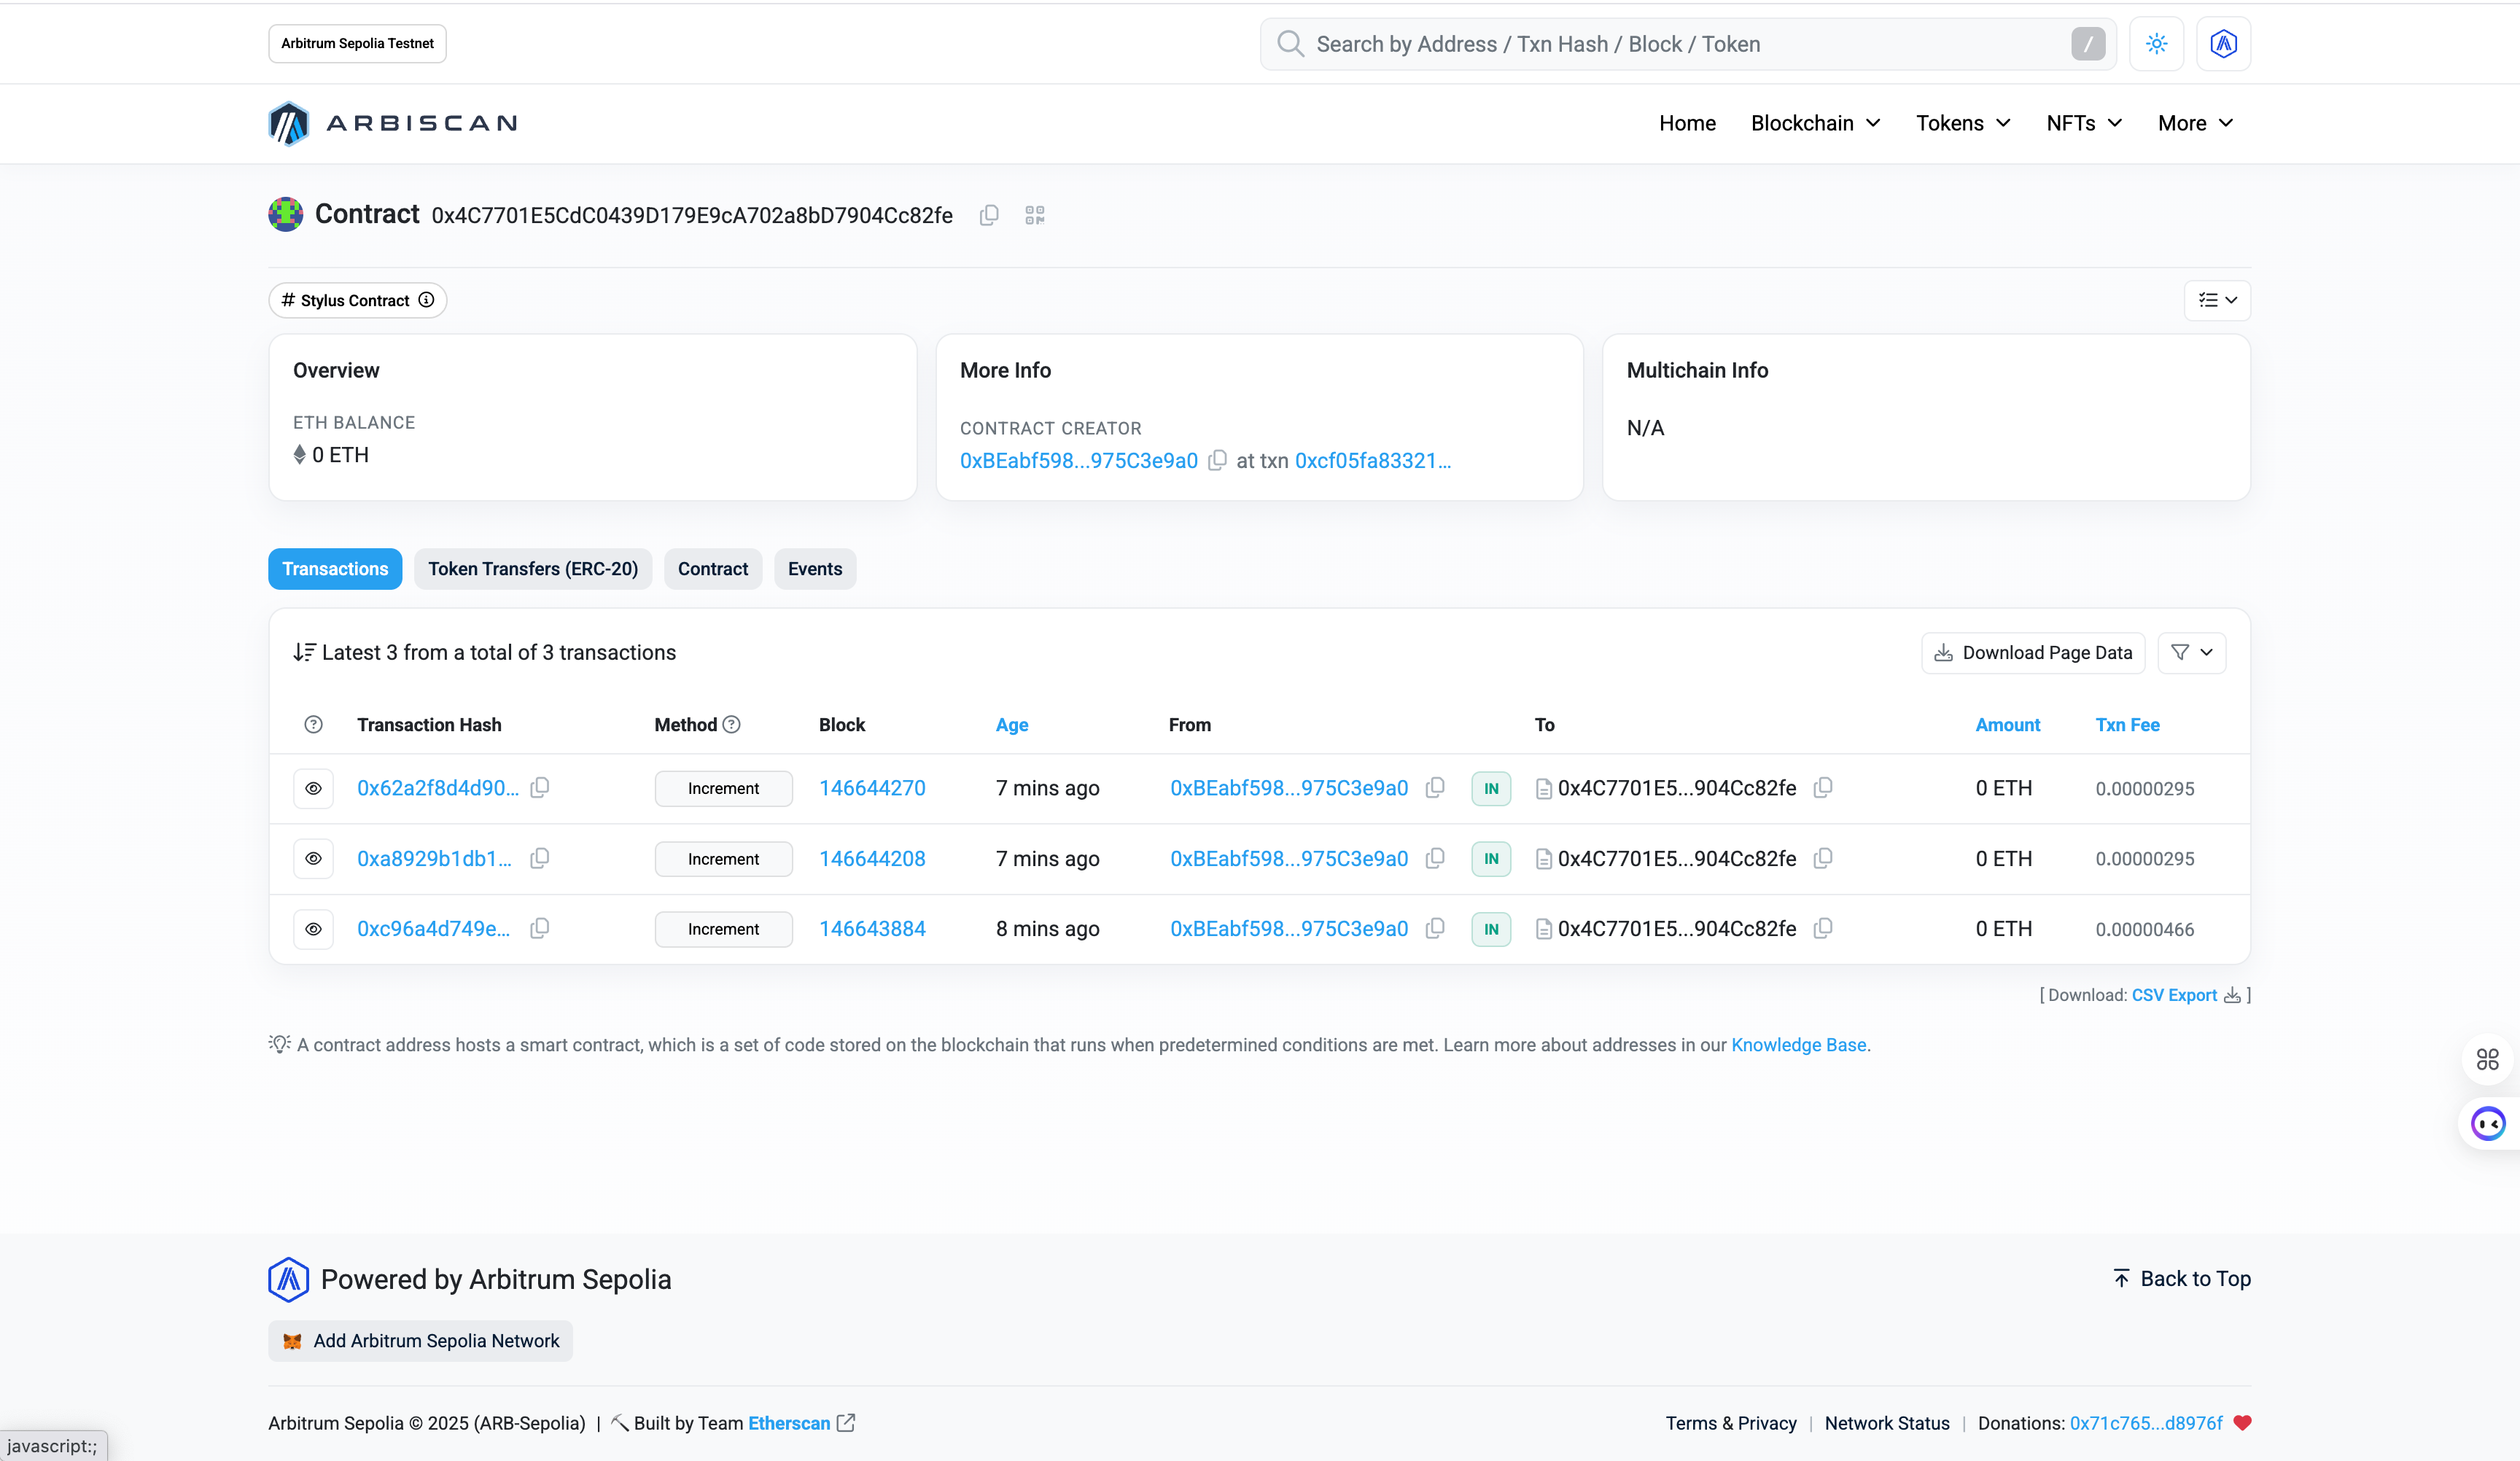 Arbitrum Sepolia Testnet
Search by Address / Txn Hash / Block / Token /
ARBISCAN
Home Blockchain Tokens NFTs More
Contract 0x4C7701E5CdC0439D179E9cA702a8bD7904Cc82fe
# Stylus Contract
Overview
ETH BALANCE
0 ETH
More Info
CONTRACT CREATOR
0xBEabf598...975C3e9a0 at txn 0xcf05fa83321...
Multichain Info
N/A
Transactions Token Transfers (ERC-20) Contract Events
Latest 3 from a total of 3 transactions
Download Page Data
Transaction Hash Method Block Age From To Amount Txn Fee
0x62a2f8d4d90... Increment 146644270 7 mins ago 0xBEabf598...975C3e9a0 IN 0x4C7701E5...904Cc82fe 0 ETH 0.00000295
0xa8929b1db1... Increment 146644208 7 mins ago 0xBEabf598...975C3e9a0 IN 0x4C7701E5...904Cc82fe 0 ETH 0.00000295
0xc96a4d749e... Increment 146643884 8 mins ago 0xBEabf598...975C3e9a0 IN 0x4C7701E5...904Cc82fe 0 ETH 0.00000466
[ Download: CSV Export ]
A contract address hosts a smart contract, which is a set of code stored on the blockchain that runs when predetermined conditions are met. Learn more about addresses in our Knowledge Base.
Powered by Arbitrum Sepolia
Back to Top
Add Arbitrum Sepolia Network
Arbitrum Sepolia © 2025 (ARB-Sepolia) | Built by Team Etherscan
Terms & Privacy | Network Status | Donations: 0x71c765...d8976f
javascript:;